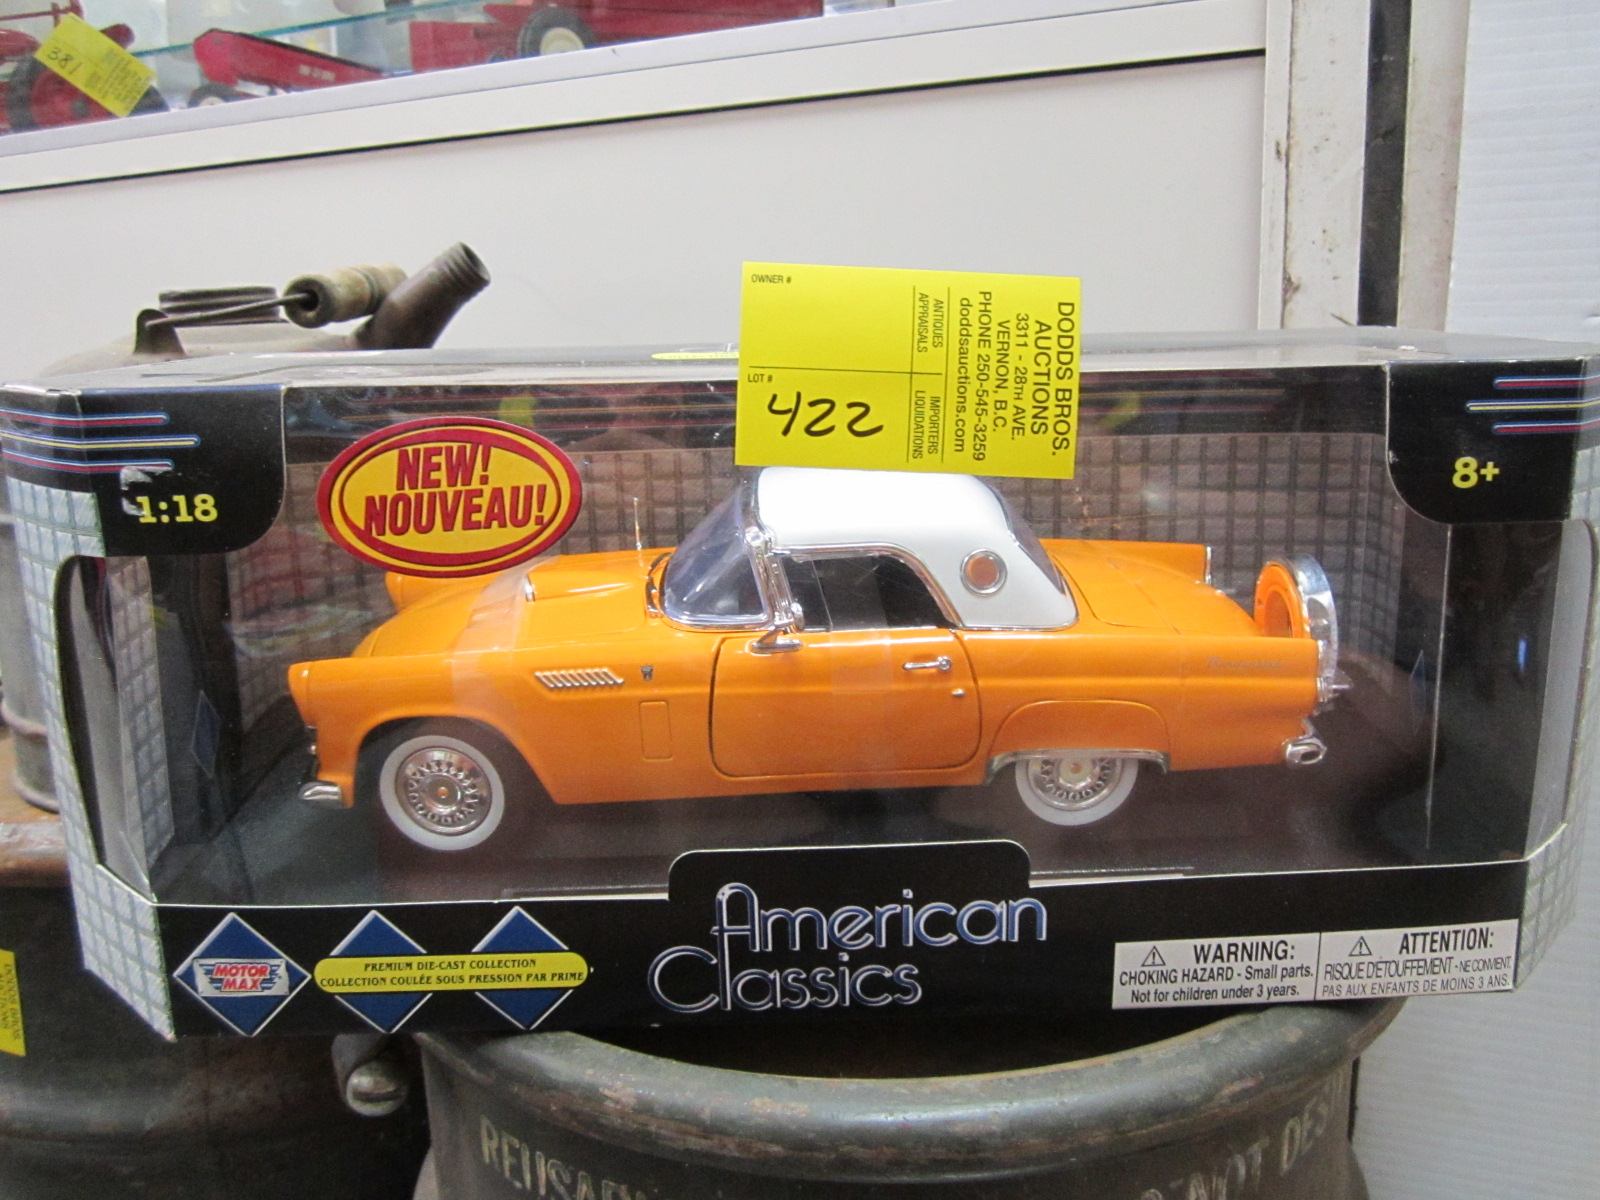 381
OWNER #
LOT #
422
ANTIQUES
APPRAISALS
IMPORTERS
LIQUIDATIONS
DODDS BROS.
AUCTIONS
3311 - 28TH AVE.
VERNON, B.C.
PHONE 250-545-3259
doddsauctions.com
1:18
NEW!
NOUVEAU!
8+
Thunderbird
MOTOR
MAX
PREMIUM DIE-CAST COLLECTION
COLLECTION COULÉE SOUS PRESSION PAR PRIME
American
Classics
WARNING:
CHOKING HAZARD - Small parts.
Not for children under 3 years.
ATTENTION:
RISQUE D'ETOUFFEMENT - NE CONVIENT
PAS AUX ENFANTS DE MOINS 3 ANS.